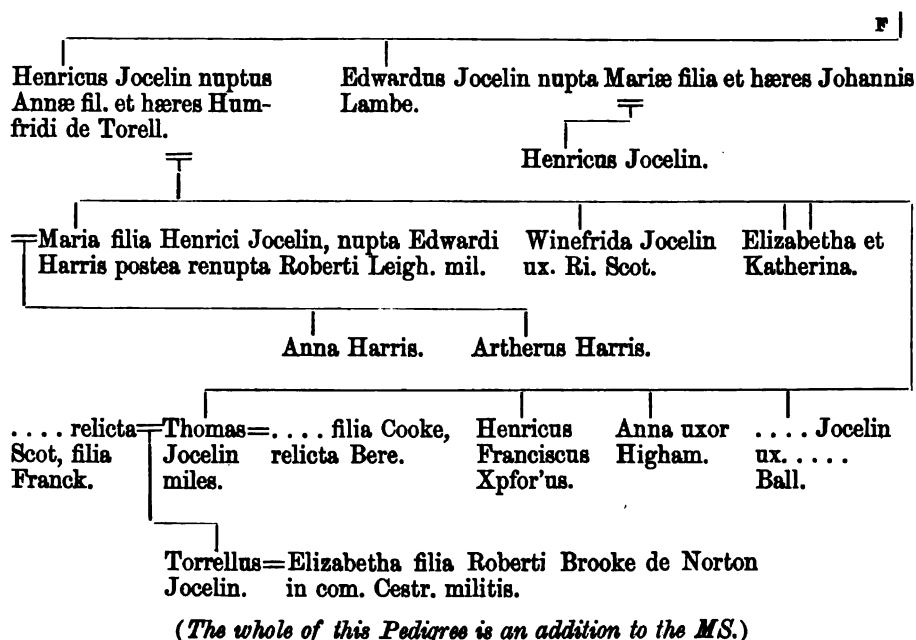 F
Henricus Jocelin nuptus
Annæ fil. et hæres Hum-
fridi de Torell.
Edwardus Jocelin nupta Mariæ filia et hæres Johannis
Lambe.
Henricus Jocelin.
Maria filia Henrici Jocelin, nupta Edwardi
Harris postea renupta Roberti Leigh. mil.
Winefrida Jocelin
ux. Ri. Scot.
Elizabetha et
Katherina.
Anna Harris.
Artherus Harris.
. . . . relicta
Scot, filia
Franck.
=Thomas=
Jocelin
miles.
. . . . filia Cooke,
relicta Bere.
Henricus
Franciscus
Xpfor'us.
Anna uxor
Higham.
. . . . Jocelin
ux. . . . .
Ball.
Torrellus=Elizabetha filia Roberti Brooke de Norton
Jocelin. in com. Cestr. militis.
(The whole of this Pedigree is an addition to the MS.)